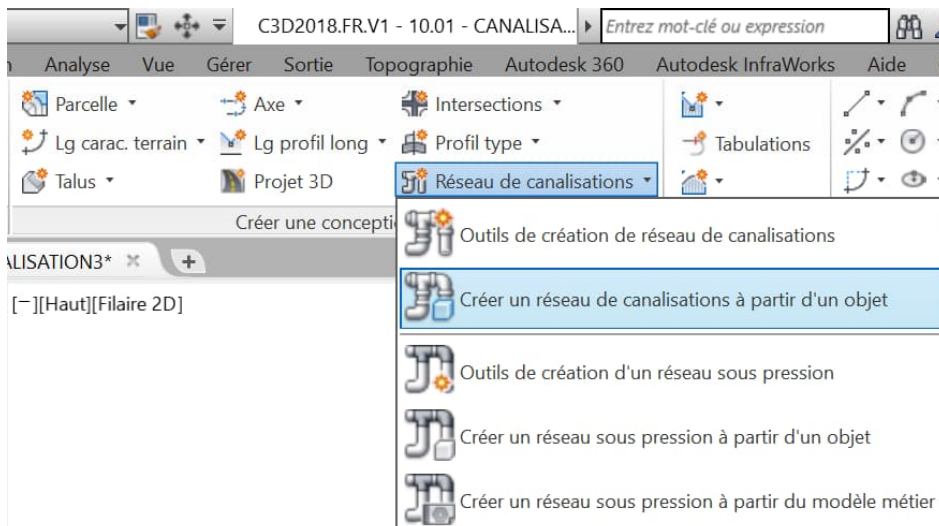 C3D2018.FR.V1 - 10.01 - CANALISA... Entrez mot-clé ou expression
Analyse Vue Gérer Sortie Topographie Autodesk 360 Autodesk InfraWorks Aide
Parcelle Axe Intersections
Lg carac. terrain Lg profil long Profil type Tabulations
Talus Projet 3D Réseau de canalisations
Créer une concepti
Outils de création de réseau de canalisations
ALISATION3*
Créer un réseau de canalisations à partir d'un objet
[−][Haut][Filaire 2D]
Outils de création d'un réseau sous pression
Créer un réseau sous pression à partir d'un objet
Créer un réseau sous pression à partir du modèle métier